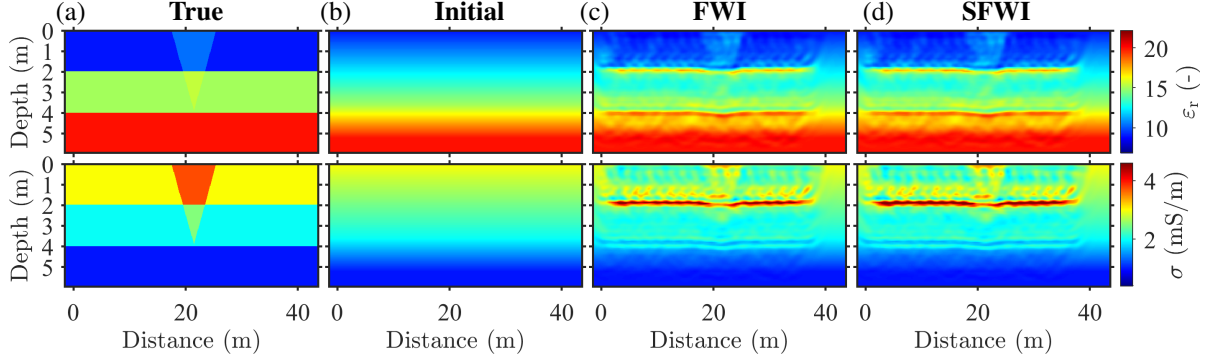 (a) True (b) Initial (c) FWI (d) SFWI
0
1
2
3
4
5
Depth (m)
20
15
10
εr (-)
0
1
2
3
4
5
Depth (m)
4
2
σ (mS/m)
0 20 40 0 20 40 0 20 40 0 20 40
Distance (m) Distance (m) Distance (m) Distance (m)